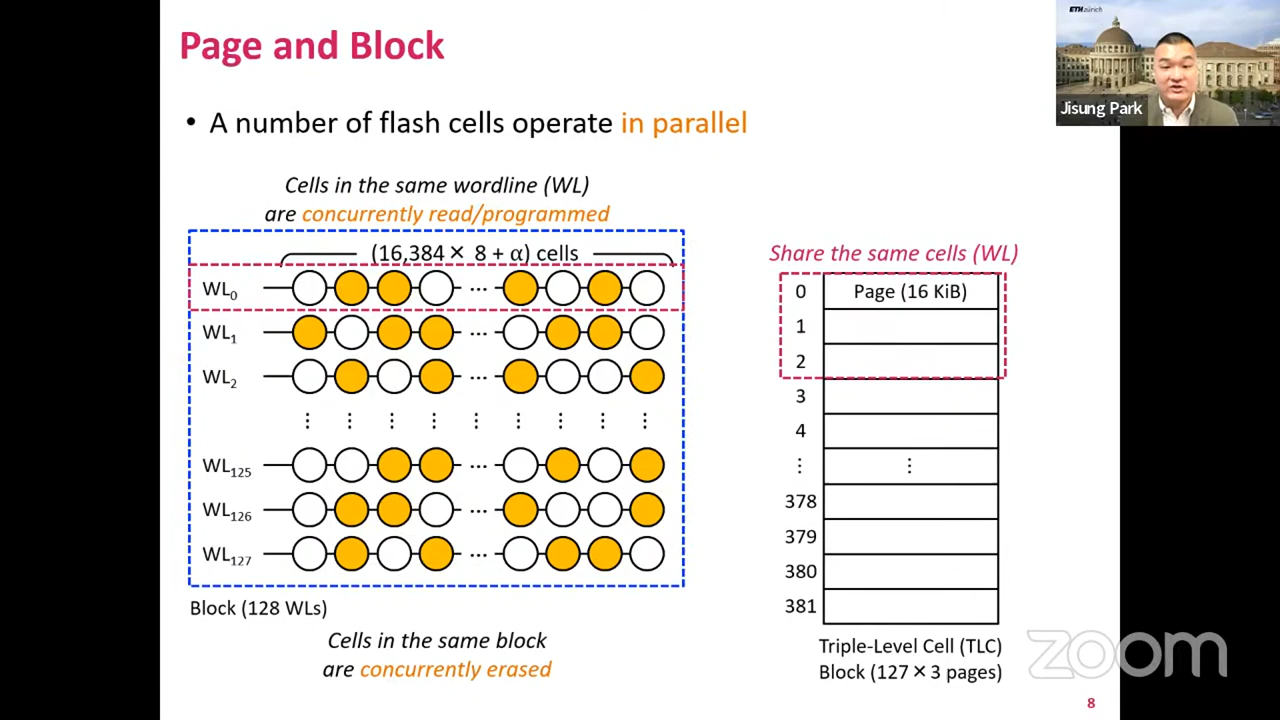 Page and Block
ETH zürich
Jisung Park
• A number of flash cells operate in parallel
Cells in the same wordline (WL)
are concurrently read/programmed
(16,384 × 8 + α) cells
WL0
WL1
WL2
WL125
WL126
WL127
Block (128 WLs)
Cells in the same block
are concurrently erased
Share the same cells (WL)
0 Page (16 KiB)
1
2
3
4
378
379
380
381
Triple-Level Cell (TLC)
Block (127 × 3 pages)
zoom
8